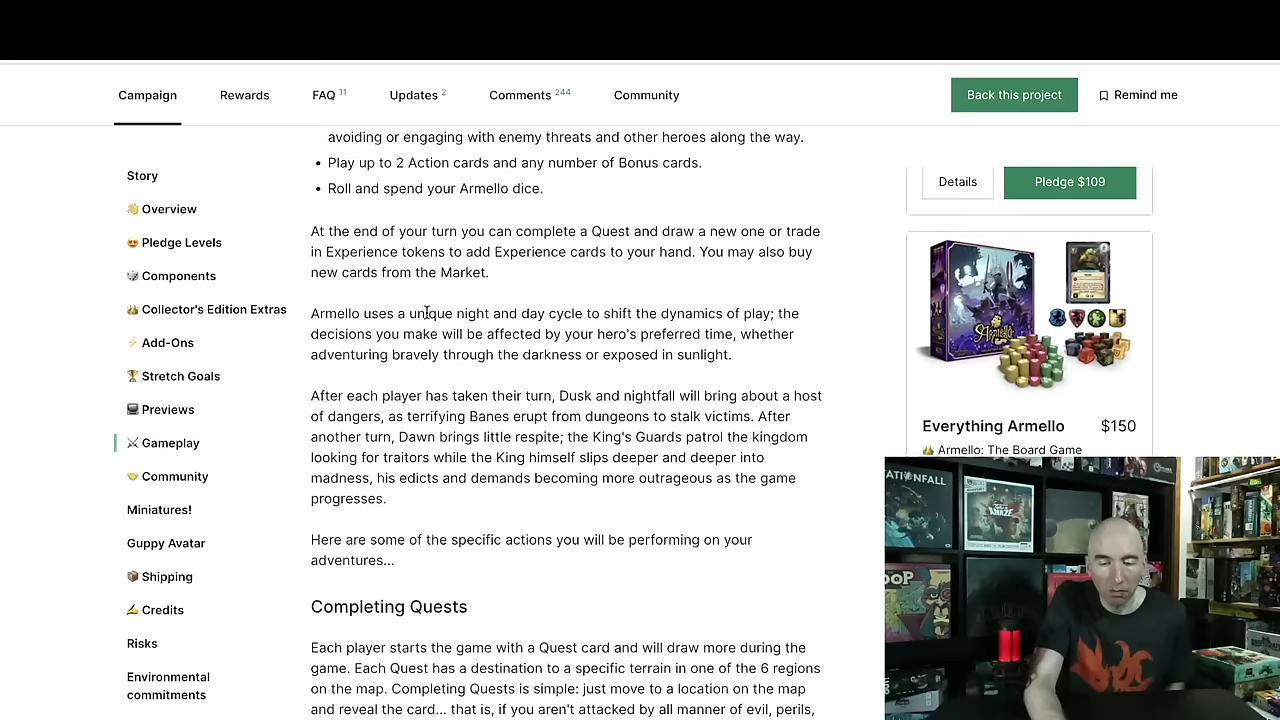 Campaign
Rewards
FAQ 11
Updates 2
Comments 244
Community
Back this project
Remind me
Story
👋 Overview
😍 Pledge Levels
🎲 Components
👑 Collector's Edition Extras
⚡ Add-Ons
🏆 Stretch Goals
📺 Previews
⚔️ Gameplay
🤝 Community
Miniatures!
Guppy Avatar
📦 Shipping
✍️ Credits
Risks
Environmental
commitments
avoiding or engaging with enemy threats and other heroes along the way.
• Play up to 2 Action cards and any number of Bonus cards.
• Roll and spend your Armello dice.
At the end of your turn you can complete a Quest and draw a new one or trade
in Experience tokens to add Experience cards to your hand. You may also buy
new cards from the Market.
Armello uses a unique night and day cycle to shift the dynamics of play; the
decisions you make will be affected by your hero's preferred time, whether
adventuring bravely through the darkness or exposed in sunlight.
After each player has taken their turn, Dusk and nightfall will bring about a host
of dangers, as terrifying Banes erupt from dungeons to stalk victims. After
another turn, Dawn brings little respite; the King's Guards patrol the kingdom
looking for traitors while the King himself slips deeper and deeper into
madness, his edicts and demands becoming more outrageous as the game
progresses.
Here are some of the specific actions you will be performing on your
adventures...
Completing Quests
Each player starts the game with a Quest card and will draw more during the
game. Each Quest has a destination to a specific terrain in one of the 6 regions
on the map. Completing Quests is simple: just move to a location on the map
and reveal the card... that is, if you aren't attacked by all manner of evil, perils,
Details
Pledge $109
Armello
Everything Armello
$150
👑 Armello: The Board Game